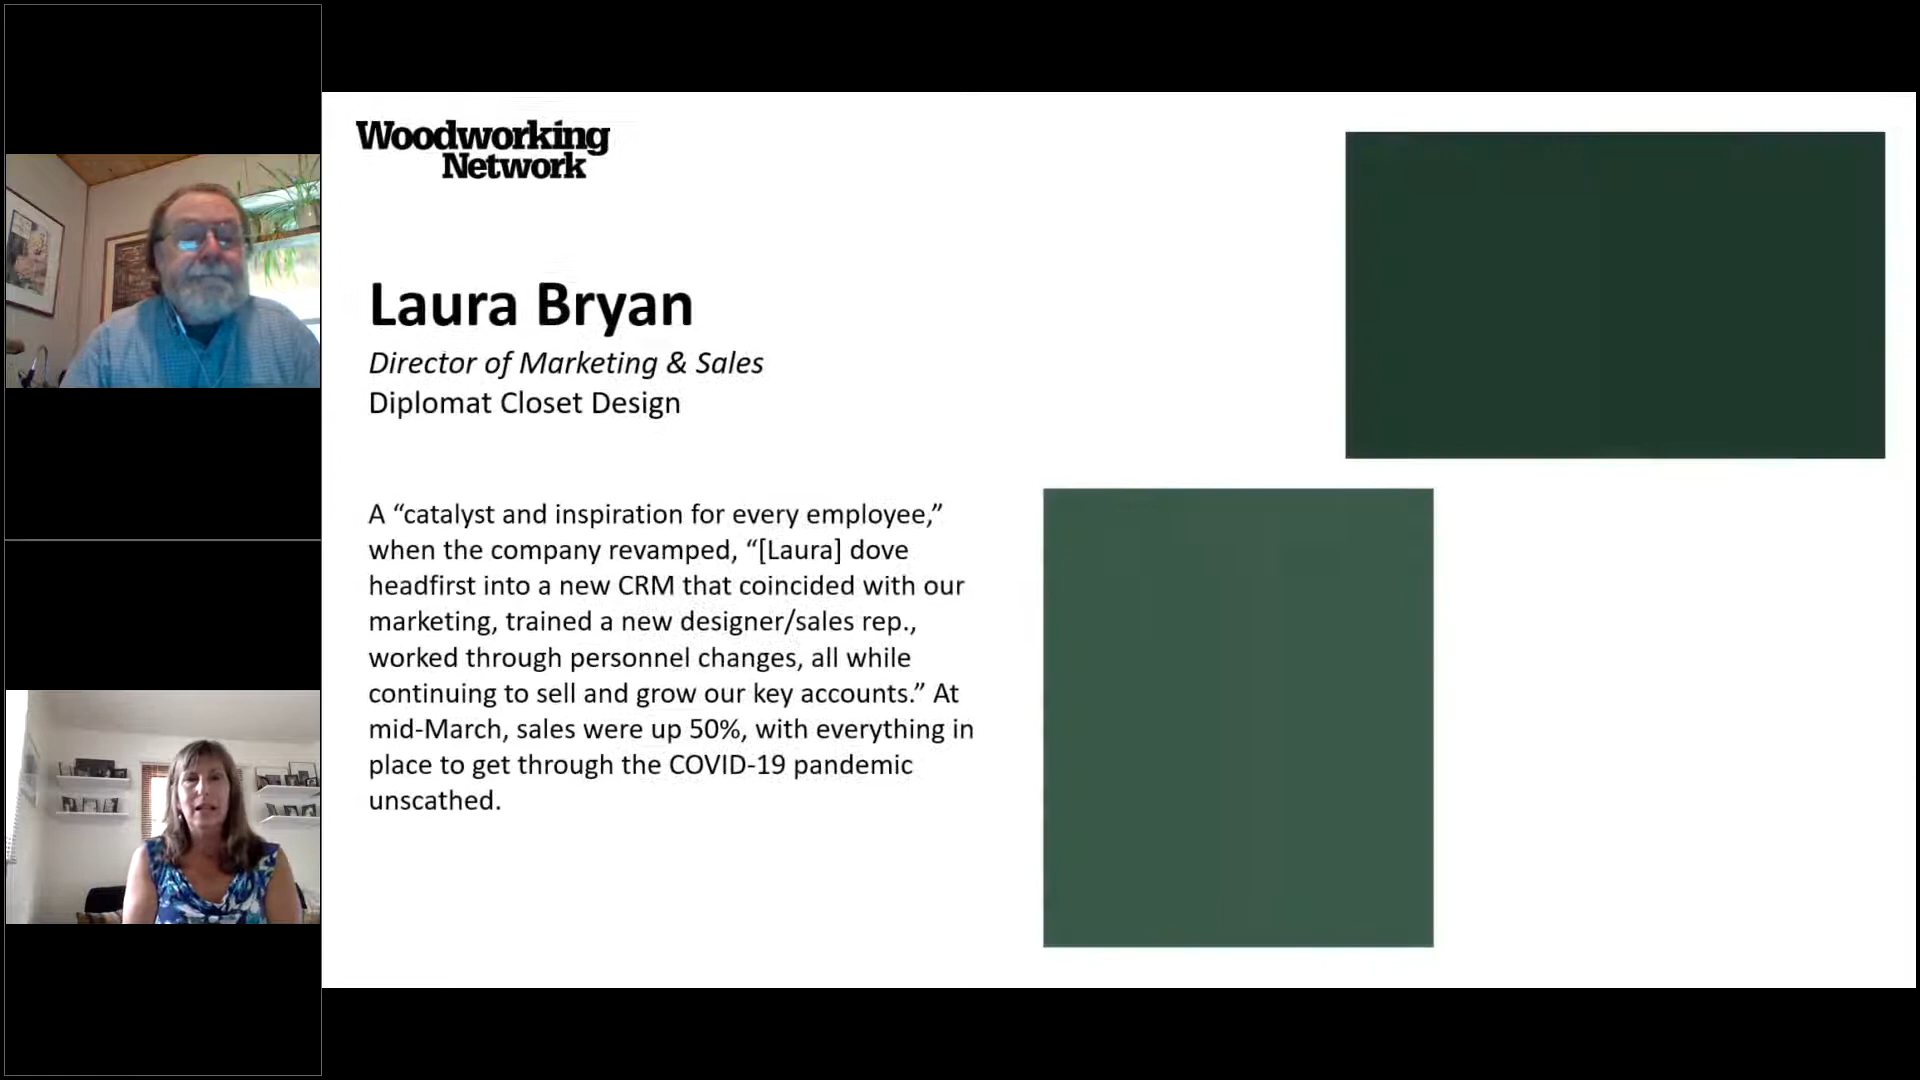 Woodworking
Network
Laura Bryan
Director of Marketing & Sales
Diplomat Closet Design
A “catalyst and inspiration for every employee,”
when the company revamped, “[Laura] dove
headfirst into a new CRM that coincided with our
marketing, trained a new designer/sales rep.,
worked through personnel changes, all while
continuing to sell and grow our key accounts.” At
mid-March, sales were up 50%, with everything in
place to get through the COVID-19 pandemic
unscathed.